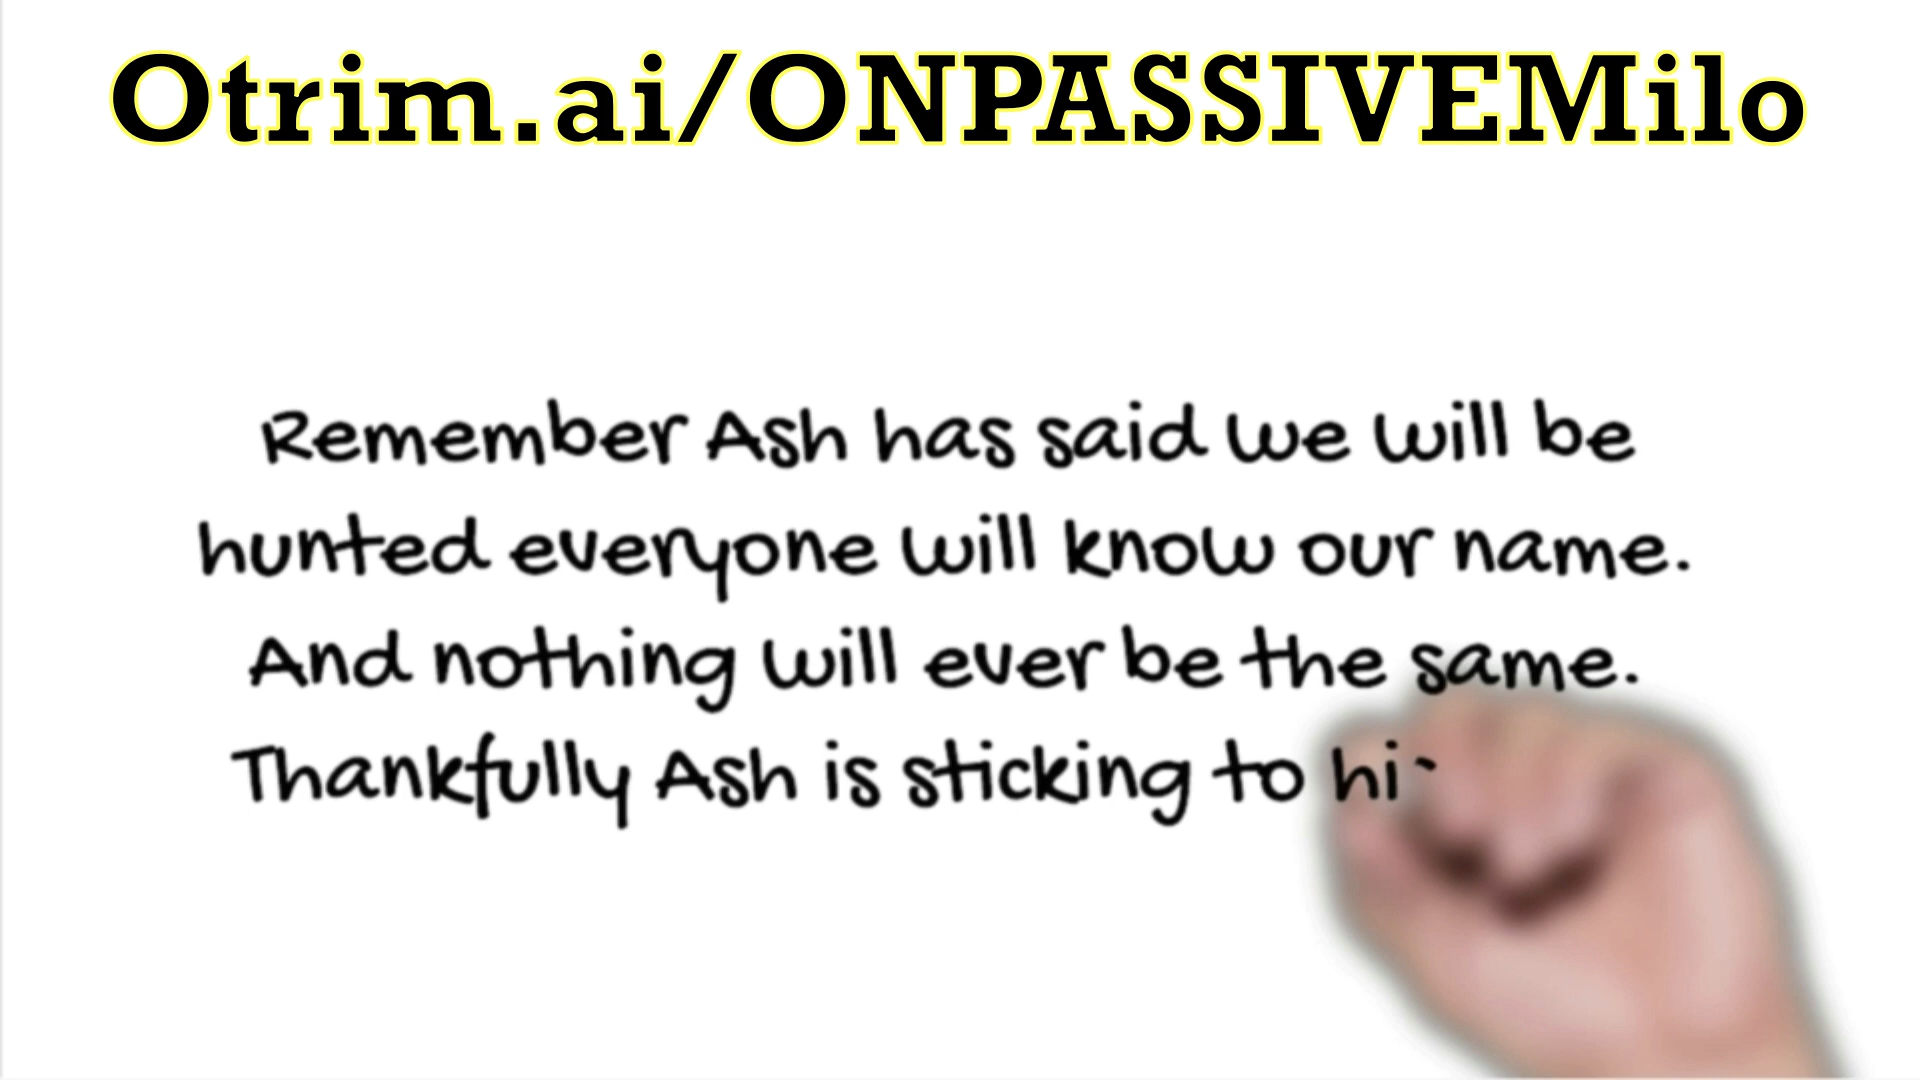 Otrim.ai/ONPASSIVEMilo
Remember Ash has said we will be
hunted everyone will know our name.
And nothing will ever be the same.
Thankfully Ash is sticking to